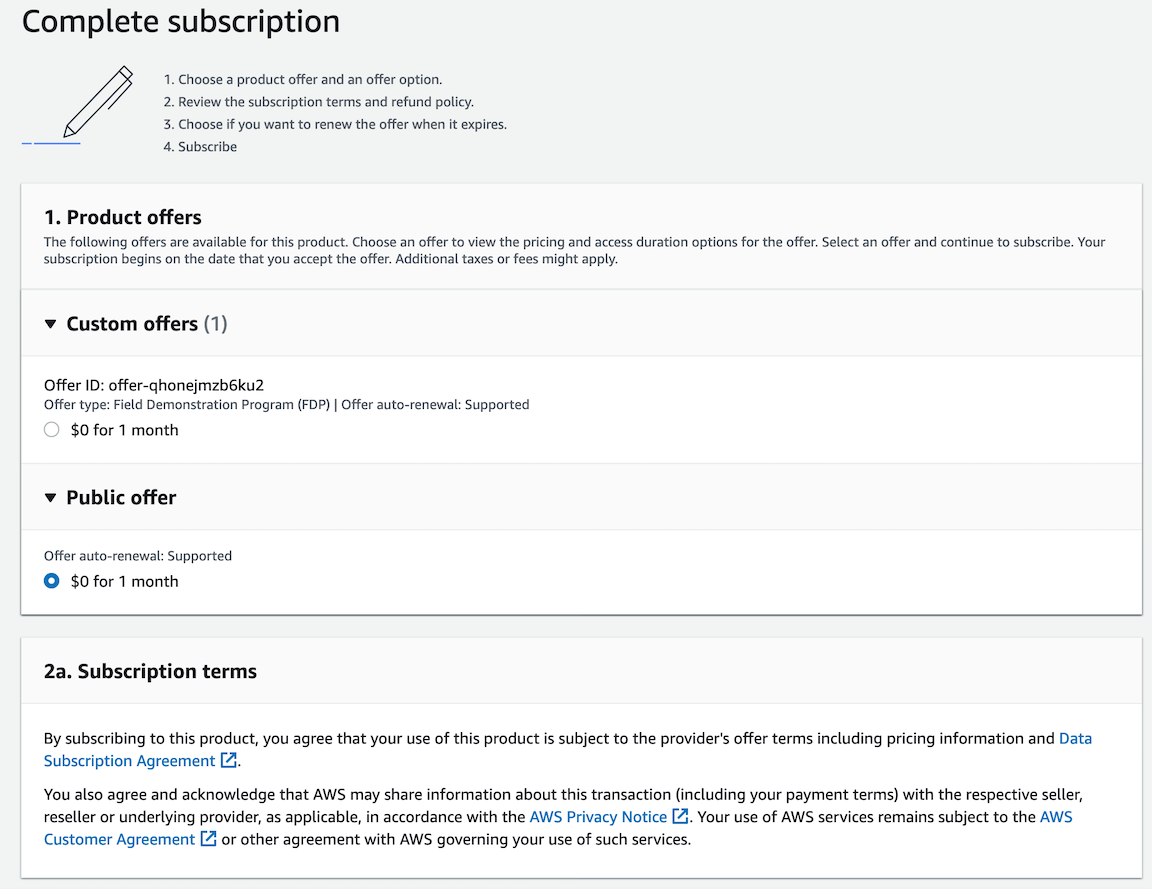 Complete subscription
1. Choose a product offer and an offer option.
2. Review the subscription terms and refund policy.
3. Choose if you want to renew the offer when it expires.
4. Subscribe
1. Product offers
The following offers are available for this product. Choose an offer to view the pricing and access duration options for the offer. Select an offer and continue to subscribe. Your
subscription begins on the date that you accept the offer. Additional taxes or fees might apply.
Custom offers (1)
Offer ID: offer-qhonejmzb6ku2
Offer type: Field Demonstration Program (FDP) | Offer auto-renewal: Supported
$0 for 1 month
Public offer
Offer auto-renewal: Supported
$0 for 1 month
2a. Subscription terms
By subscribing to this product, you agree that your use of this product is subject to the provider's offer terms including pricing information and Data
Subscription Agreement.
You also agree and acknowledge that AWS may share information about this transaction (including your payment terms) with the respective seller,
reseller or underlying provider, as applicable, in accordance with the AWS Privacy Notice. Your use of AWS services remains subject to the AWS
Customer Agreement or other agreement with AWS governing your use of such services.